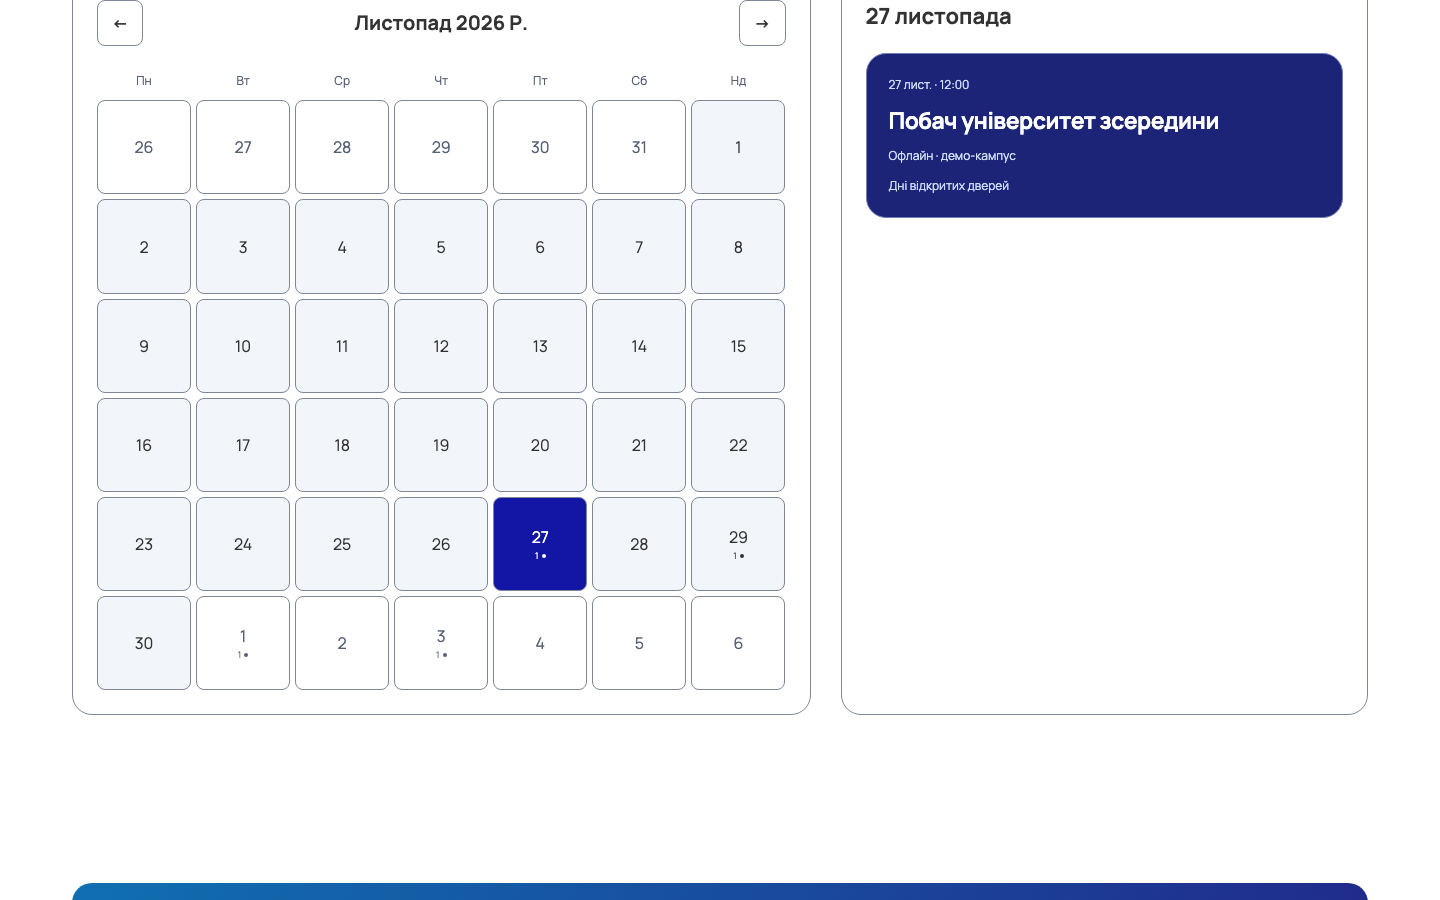 ←
Листопад 2026 Р.
→
Пн Вт Ср Чт Пт Сб Нд
26 27 28 29 30 31 1
2 3 4 5 6 7 8
9 10 11 12 13 14 15
16 17 18 19 20 21 22
23 24 25 26 27 28 29
1 1
30 1 2 3 4 5 6
1 1
27 листопада
27 лист. · 12:00
Побач університет зсередини
Офлайн · демо-кампус
Дні відкритих дверей